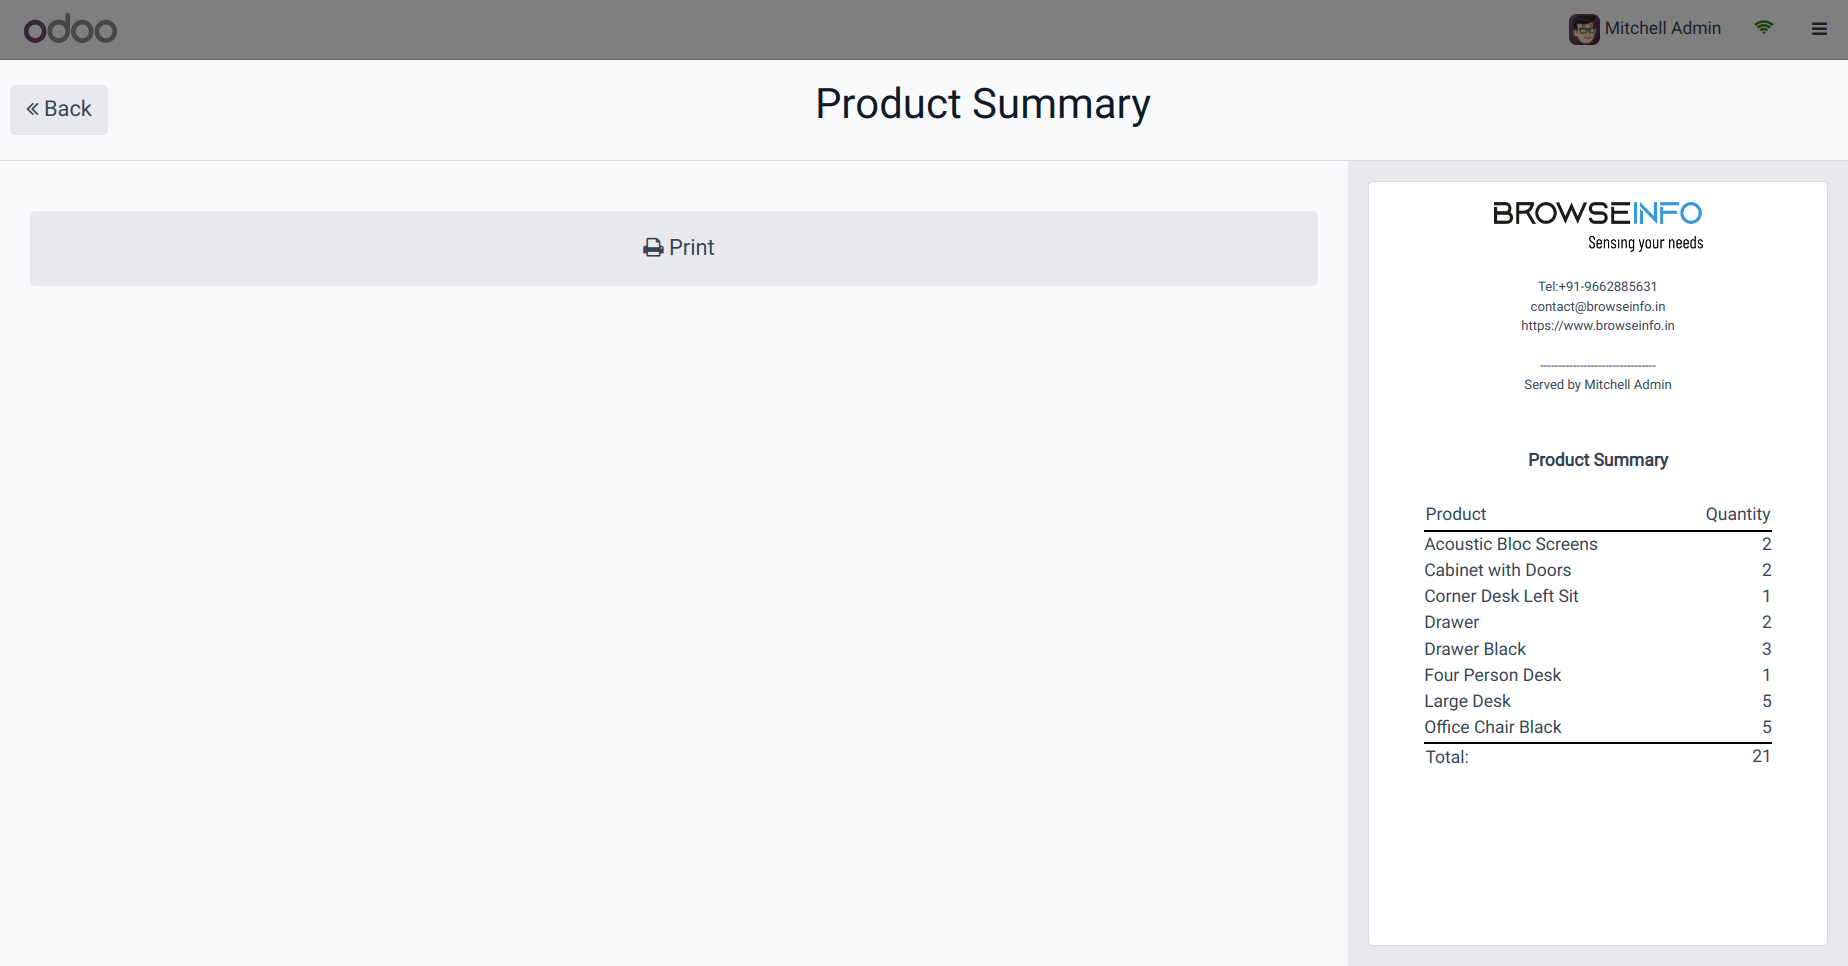 odoo
Mitchell Admin
Back
Product Summary
Print
BROWSEINFO
Sensing your needs
Tel:+91-9662885631
contact@browseinfo.in
https://www.browseinfo.in
--------------------------------
Served by Mitchell Admin
Product Summary
Product Quantity
Acoustic Bloc Screens 2
Cabinet with Doors 2
Corner Desk Left Sit 1
Drawer 2
Drawer Black 3
Four Person Desk 1
Large Desk 5
Office Chair Black 5
Total: 21